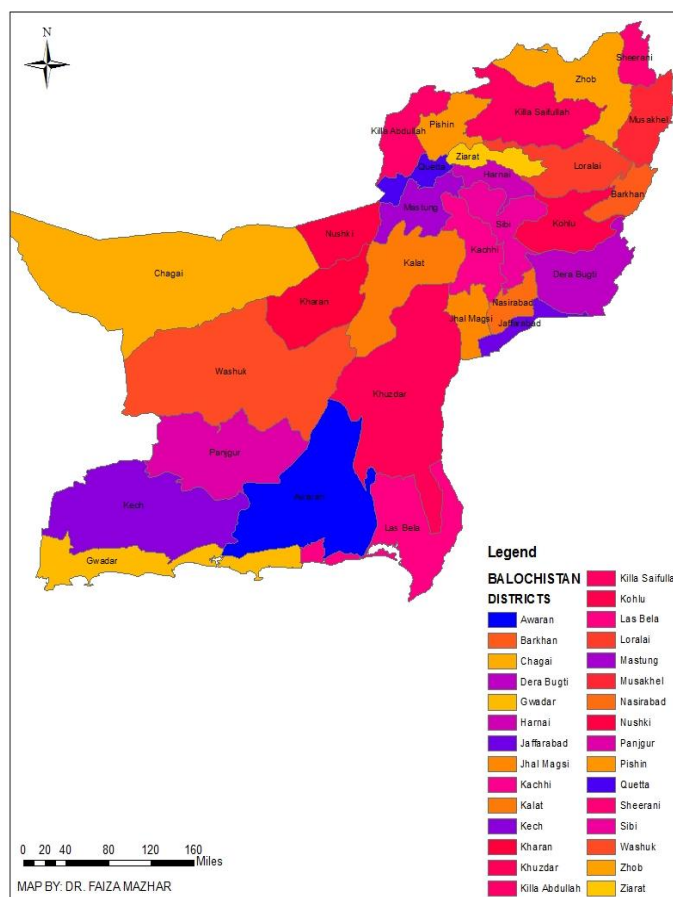 N
Sheerani
Zhob
Killa Saifullah
Musakhel
Killa Abdullah
Pishin
Ziarat
Loralai
Quetta
Harnai
Barkhan
Mastung
Sibi
Kohlu
Nushki
Kachhi
Kalat
Dera Bugti
Chagai
Kharan
Nasirabad
Jhal Magsi
Jaffarabad
Washuk
Khuzdar
Panjgur
Awaran
Kech
Las Bela
Gwadar
Legend
BALOCHISTAN
DISTRICTS
Awaran
Barkhan
Chagai
Dera Bugti
Gwadar
Harnai
Jaffarabad
Jhal Magsi
Kachhi
Kalat
Kech
Kharan
Khuzdar
Killa Abdullah
Killa Saifulla
Kohlu
Las Bela
Loralai
Mastung
Musakhel
Nasirabad
Nushki
Panjgur
Pishin
Quetta
Sheerani
Sibi
Washuk
Zhob
Ziarat
0 20 40 80 120 160
Miles
MAP BY: DR. FAIZA MAZHAR